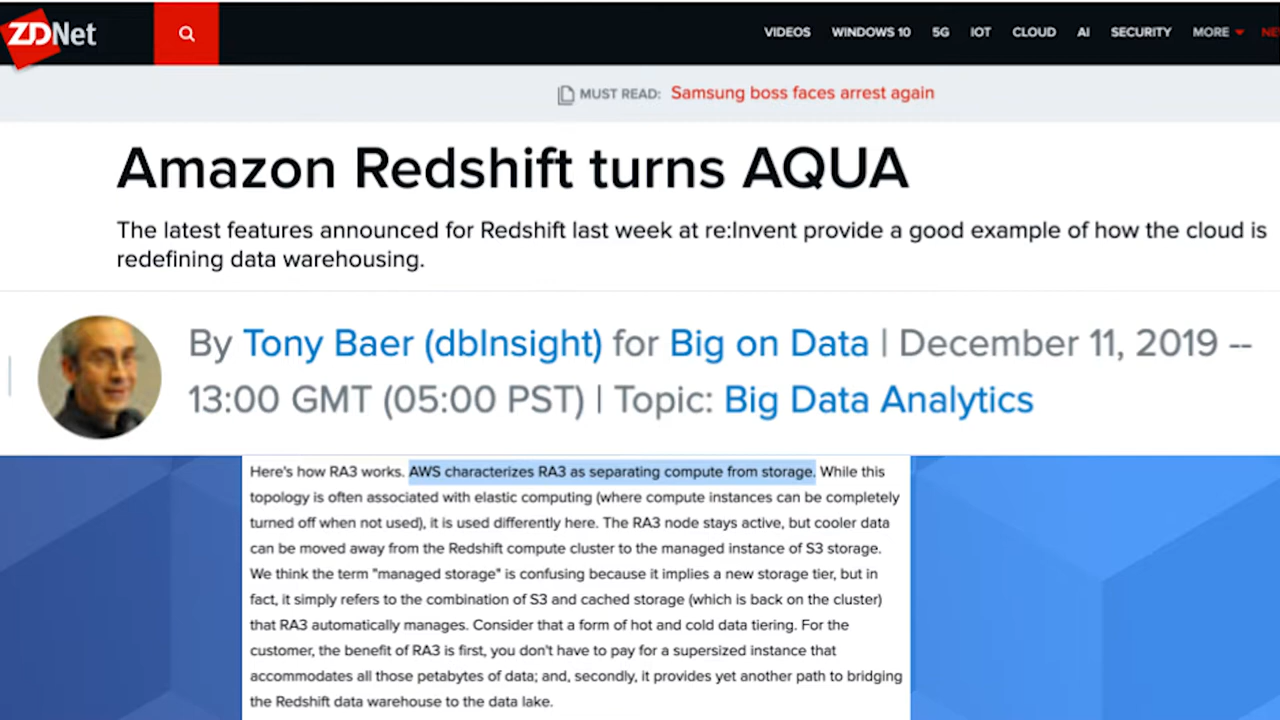 ZDNet
VIDEOS WINDOWS 10 5G IOT CLOUD AI SECURITY MORE NE
MUST READ: Samsung boss faces arrest again
Amazon Redshift turns AQUA
The latest features announced for Redshift last week at re:Invent provide a good example of how the cloud is
redefining data warehousing.
By Tony Baer (dbInsight) for Big on Data | December 11, 2019 --
13:00 GMT (05:00 PST) | Topic: Big Data Analytics
Here's how RA3 works. AWS characterizes RA3 as separating compute from storage. While this
topology is often associated with elastic computing (where compute instances can be completely
turned off when not used), it is used differently here. The RA3 node stays active, but cooler data
can be moved away from the Redshift compute cluster to the managed instance of S3 storage.
We think the term "managed storage" is confusing because it implies a new storage tier, but in
fact, it simply refers to the combination of S3 and cached storage (which is back on the cluster)
that RA3 automatically manages. Consider that a form of hot and cold data tiering. For the
customer, the benefit of RA3 is first, you don't have to pay for a supersized instance that
accommodates all those petabytes of data; and, secondly, it provides yet another path to bridging
the Redshift data warehouse to the data lake.